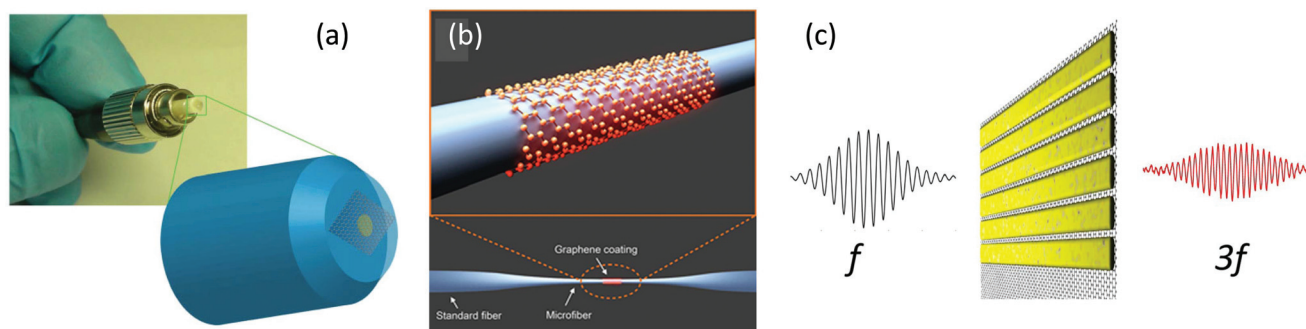 (a)
(b)
(c)
Graphene coating
Standard fiber
Microfiber
f
3f